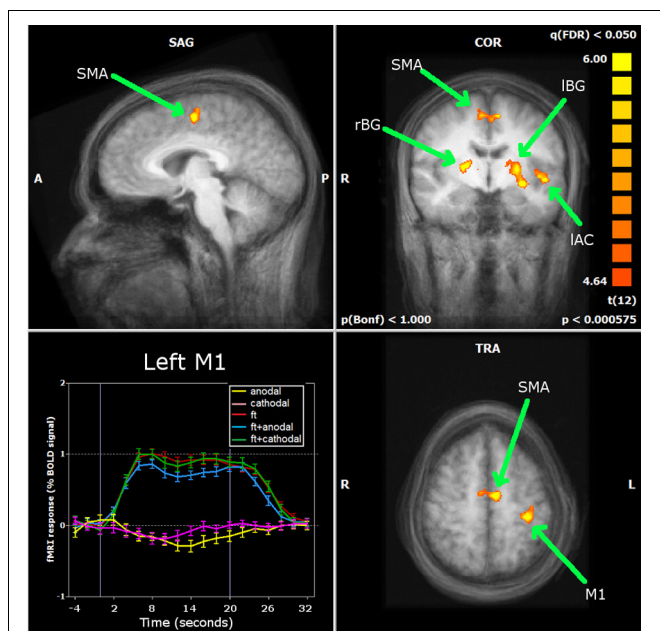 SAG
SMA
A
P
COR
q(FDR) < 0.050
6.00
SMA
lBG
rBG
R
lAC
4.64
t(12)
p(Bonf) < 1.000
p < 0.000575
Left M1
anodal
cathodal
ft
ft+anodal
ft+cathodal
fMRI response (% BOLD signal)
2
1
0
-1
-4
2
8
14
20
26
32
Time (seconds)
TRA
SMA
R
L
M1